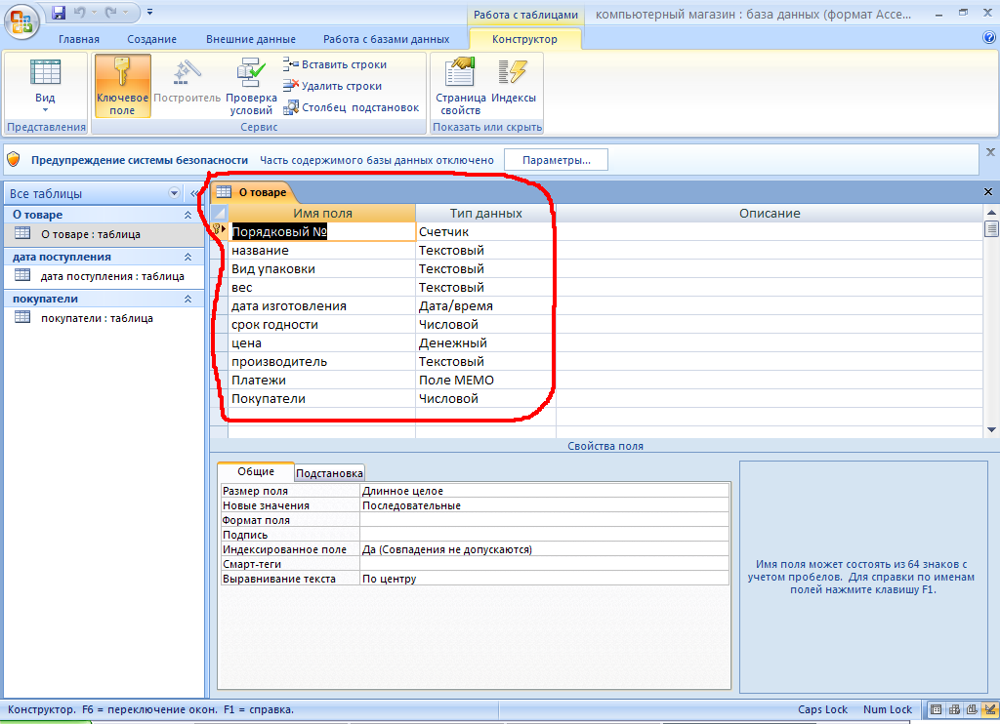 Работа с таблицами
компьютерный магазин : база данных (формат Acce...
Главная Создание Внешние данные Работа с базами данных Конструктор
Вид
Ключевое поле
Построитель
Проверка условий
Вставить строки
Удалить строки
Столбец подстановок
Страница свойств
Индексы
Представления Сервис Показать или скрыть
Предупреждение системы безопасности Часть содержимого базы данных отключено Параметры...
Все таблицы «
О товаре
О товаре : таблица
дата поступления
дата поступления : таблица
покупатели
покупатели : таблица
О товаре
Имя поля Тип данных Описание
Порядковый № Счетчик
название Текстовый
Вид упаковки Текстовый
вес Текстовый
дата изготовления Дата/время
срок годности Числовой
цена Денежный
производитель Текстовый
Платежи Поле МЕМО
Покупатели Числовой
Свойства поля
Общие Подстановка
Размер поля Длинное целое
Новые значения Последовательные
Формат поля
Подпись
Индексированное поле Да (Совпадения не допускаются)
Смарт-теги
Выравнивание текста По центру
Имя поля может состоять из 64 знаков с
учетом пробелов. Для справки по именам
полей нажмите клавишу F1.
Конструктор. F6 = переключение окон. F1 = справка. Caps Lock Num Lock